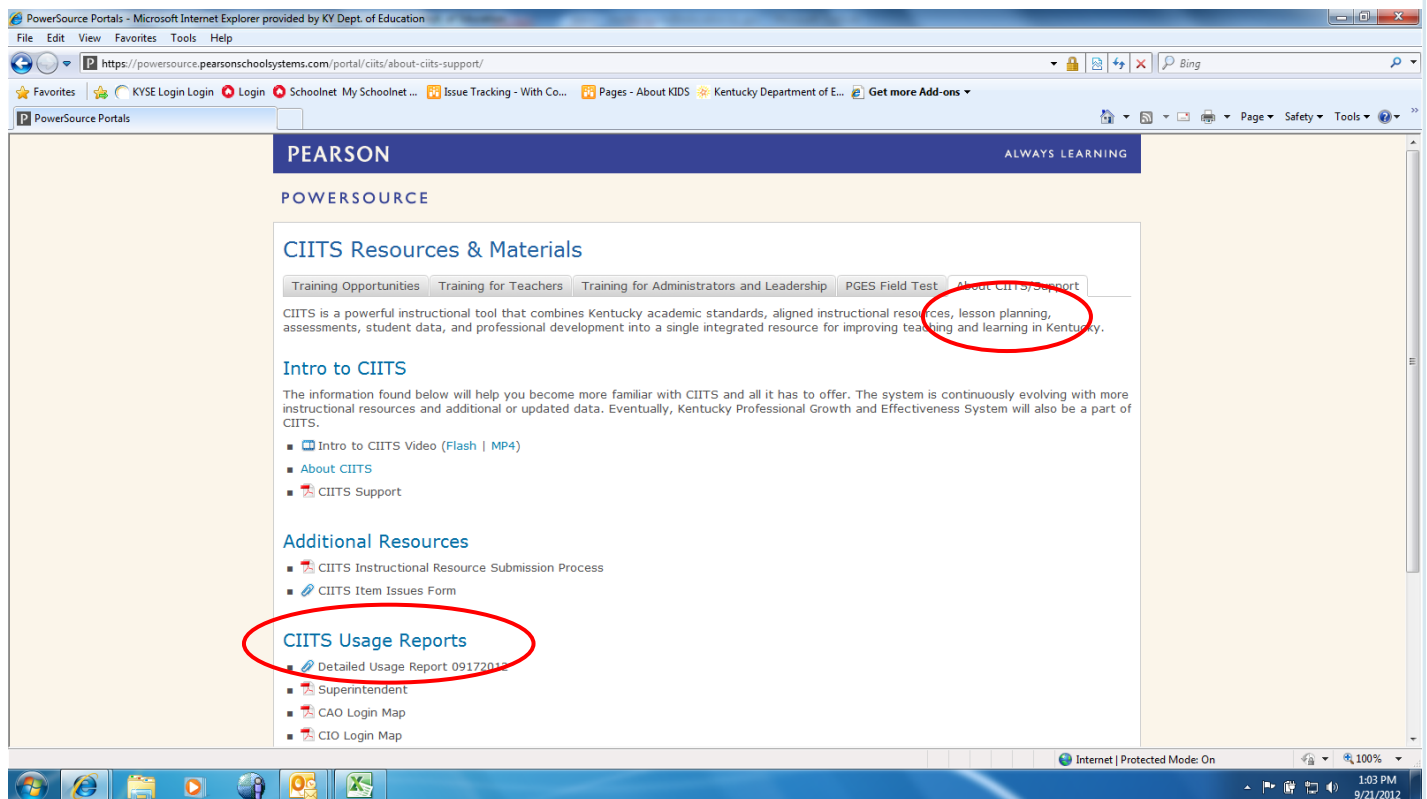 PowerSource Portals - Microsoft Internet Explorer provided by KY Dept. of Education
File Edit View Favorites Tools Help
https://powersource.pearsonschoolsystems.com/portal/ciits/about-ciits-support/
Bing
Favorites KYSE Login Login Login Schoolnet My Schoolnet ... Issue Tracking - With Co... Pages - About KIDS Kentucky Department of E... Get more Add-ons
PowerSource Portals
Page Safety Tools
PEARSON ALWAYS LEARNING
POWERSOURCE
CIITS Resources & Materials
Training Opportunities Training for Teachers Training for Administrators and Leadership PGES Field Test About CIITS/Support
CIITS is a powerful instructional tool that combines Kentucky academic standards, aligned instructional resources, lesson planning,
assessments, student data, and professional development into a single integrated resource for improving teaching and learning in Kentucky.
Intro to CIITS
The information found below will help you become more familiar with CIITS and all it has to offer. The system is continuously evolving with more
instructional resources and additional or updated data. Eventually, Kentucky Professional Growth and Effectiveness System will also be a part of
CIITS.
Intro to CIITS Video (Flash | MP4)
About CIITS
CIITS Support
Additional Resources
CIITS Instructional Resource Submission Process
CIITS Item Issues Form
CIITS Usage Reports
Detailed Usage Report 09172012
Superintendent
CAO Login Map
CIO Login Map
Internet | Protected Mode: On 100%
1:03 PM
9/21/2012